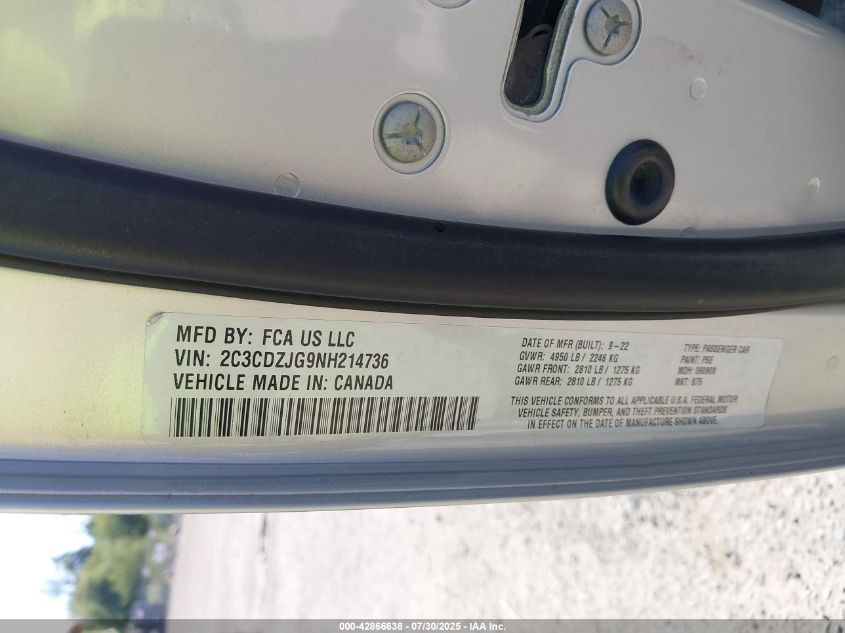 MFD BY: FCA US LLC
VIN: 2C3CDZJG9NH214736
VEHICLE MADE IN: CANADA
DATE OF MFR (BUILT): 9-22
GVWR: 4950 LB / 2246 KG
GAWR FRONT: 2810 LB / 1275 KG
GAWR REAR: 2810 LB / 1275 KG
TYPE: PASSENGER CAR
PAINT: PSE
MDH: 090909
MKT: 875
THIS VEHICLE CONFORMS TO ALL APPLICABLE U.S.A. FEDERAL MOTOR
VEHICLE SAFETY, BUMPER, AND THEFT PREVENTION STANDARDS
IN EFFECT ON THE DATE OF MANUFACTURE SHOWN ABOVE.
000-42866638 - 07/30/2025 - IAA Inc.